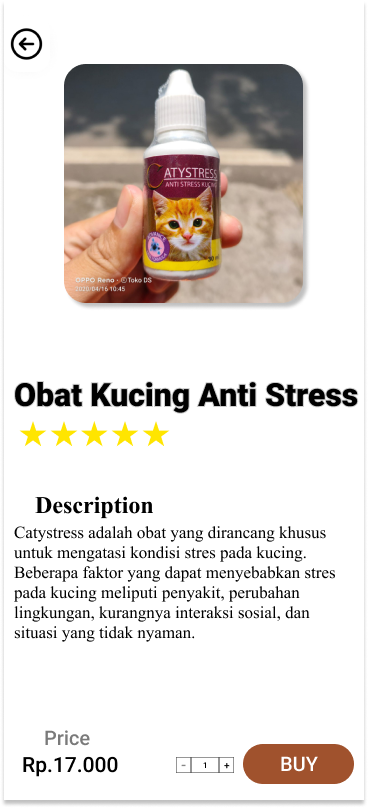 CATYSTRESS
ANTI STRESS KUCING
OPPO Reno · ©Toko DS
2020/04/16 10:45
Obat Kucing Anti Stress
Description
Catystress adalah obat yang dirancang khusus
untuk mengatasi kondisi stres pada kucing.
Beberapa faktor yang dapat menyebabkan stres
pada kucing meliputi penyakit, perubahan
lingkungan, kurangnya interaksi sosial, dan
situasi yang tidak nyaman.
Price
Rp.17.000
- 1 +
BUY